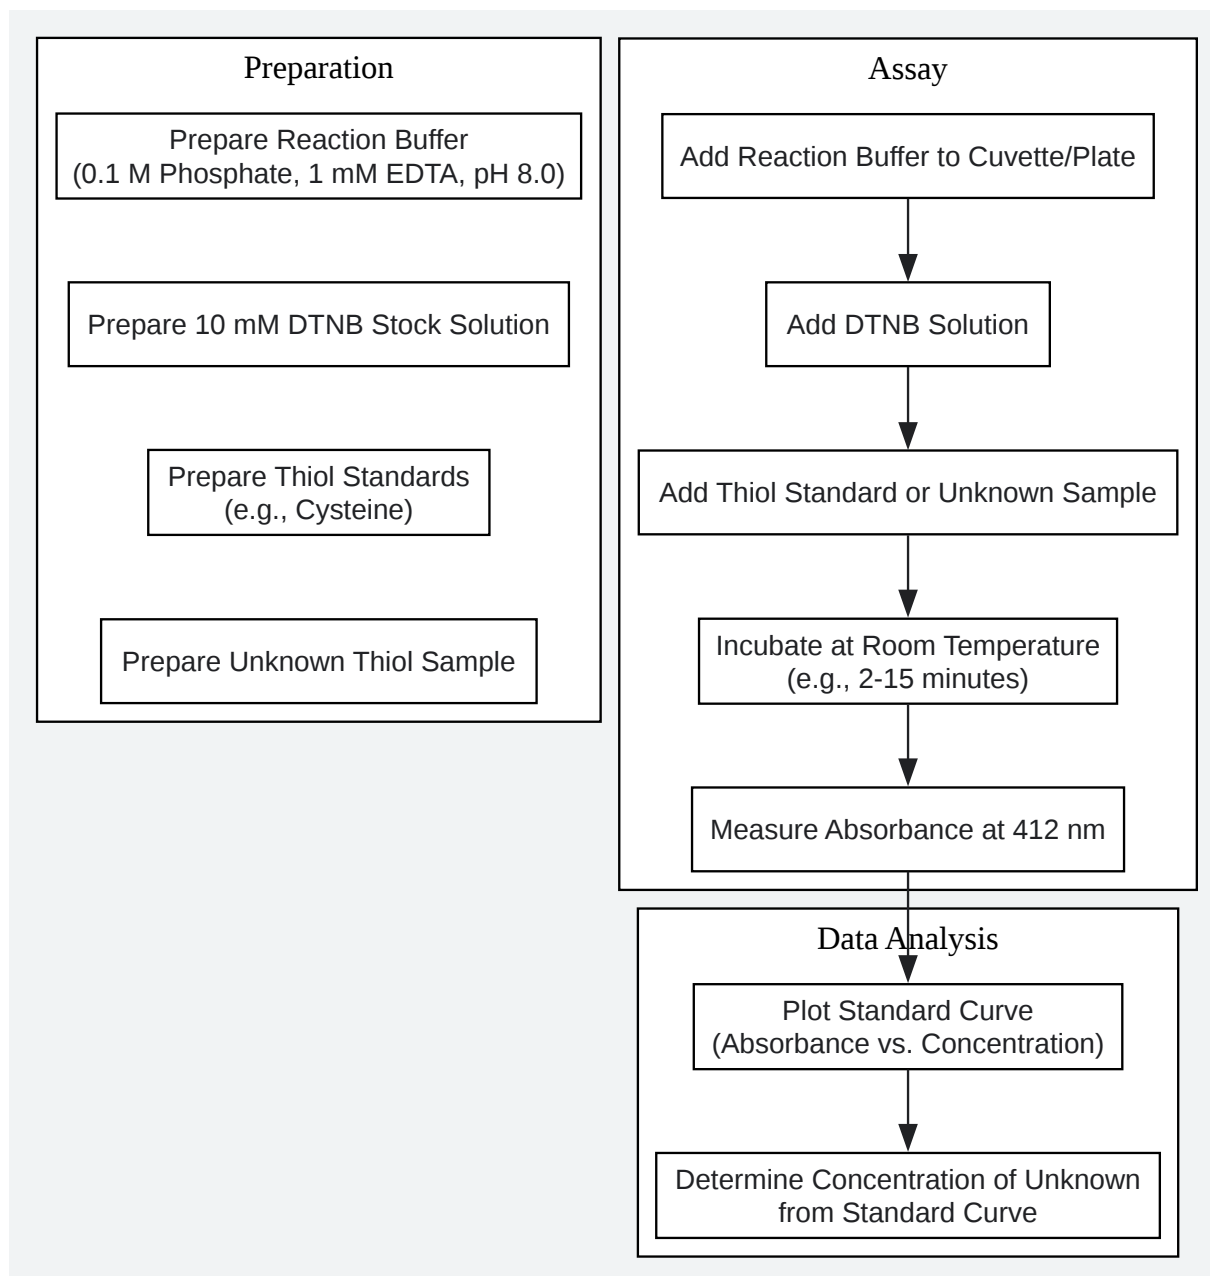 Preparation
Prepare Reaction Buffer
(0.1 M Phosphate, 1 mM EDTA, pH 8.0)
Prepare 10 mM DTNB Stock Solution
Prepare Thiol Standards
(e.g., Cysteine)
Prepare Unknown Thiol Sample
Assay
Add Reaction Buffer to Cuvette/Plate
Add DTNB Solution
Add Thiol Standard or Unknown Sample
Incubate at Room Temperature
(e.g., 2-15 minutes)
Measure Absorbance at 412 nm
Data Analysis
Plot Standard Curve
(Absorbance vs. Concentration)
Determine Concentration of Unknown
from Standard Curve